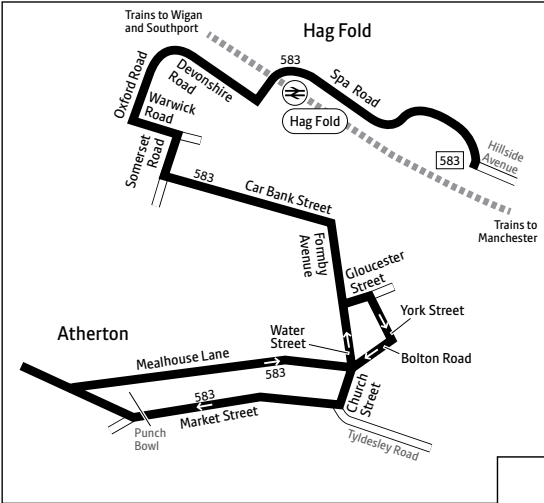 Trains to Wigan
and Southport
Hag Fold
583
Oxford Road
Devonshire
Road
Spa Road
Warwick
Road
Hag Fold
Somerset
Road
583
Hillside
Avenue
583
Car Bank Street
Trains to
Manchester
Formby
Avenue
Gloucester
Street
York Street
Water
Street
Atherton
Bolton Road
Mealhouse Lane
583
583
Church
Street
Market Street
Punch
Bowl
Tyldesley Road